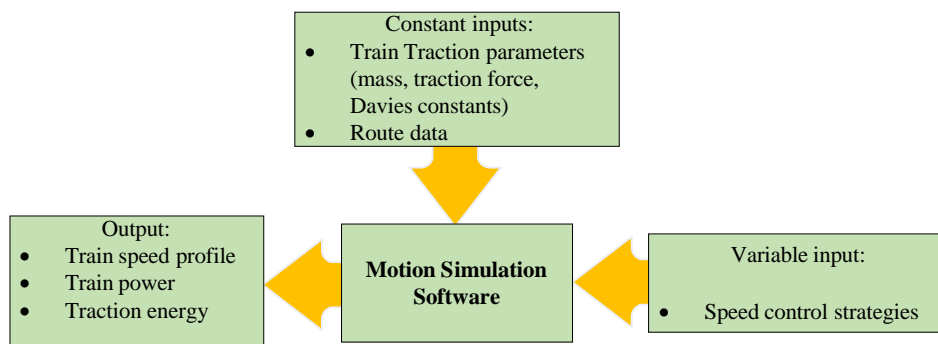 Constant inputs:
• Train Traction parameters
(mass, traction force,
Davies constants)
• Route data
Output:
• Train speed profile
• Train power
• Traction energy
Motion Simulation
Software
Variable input:
• Speed control strategies